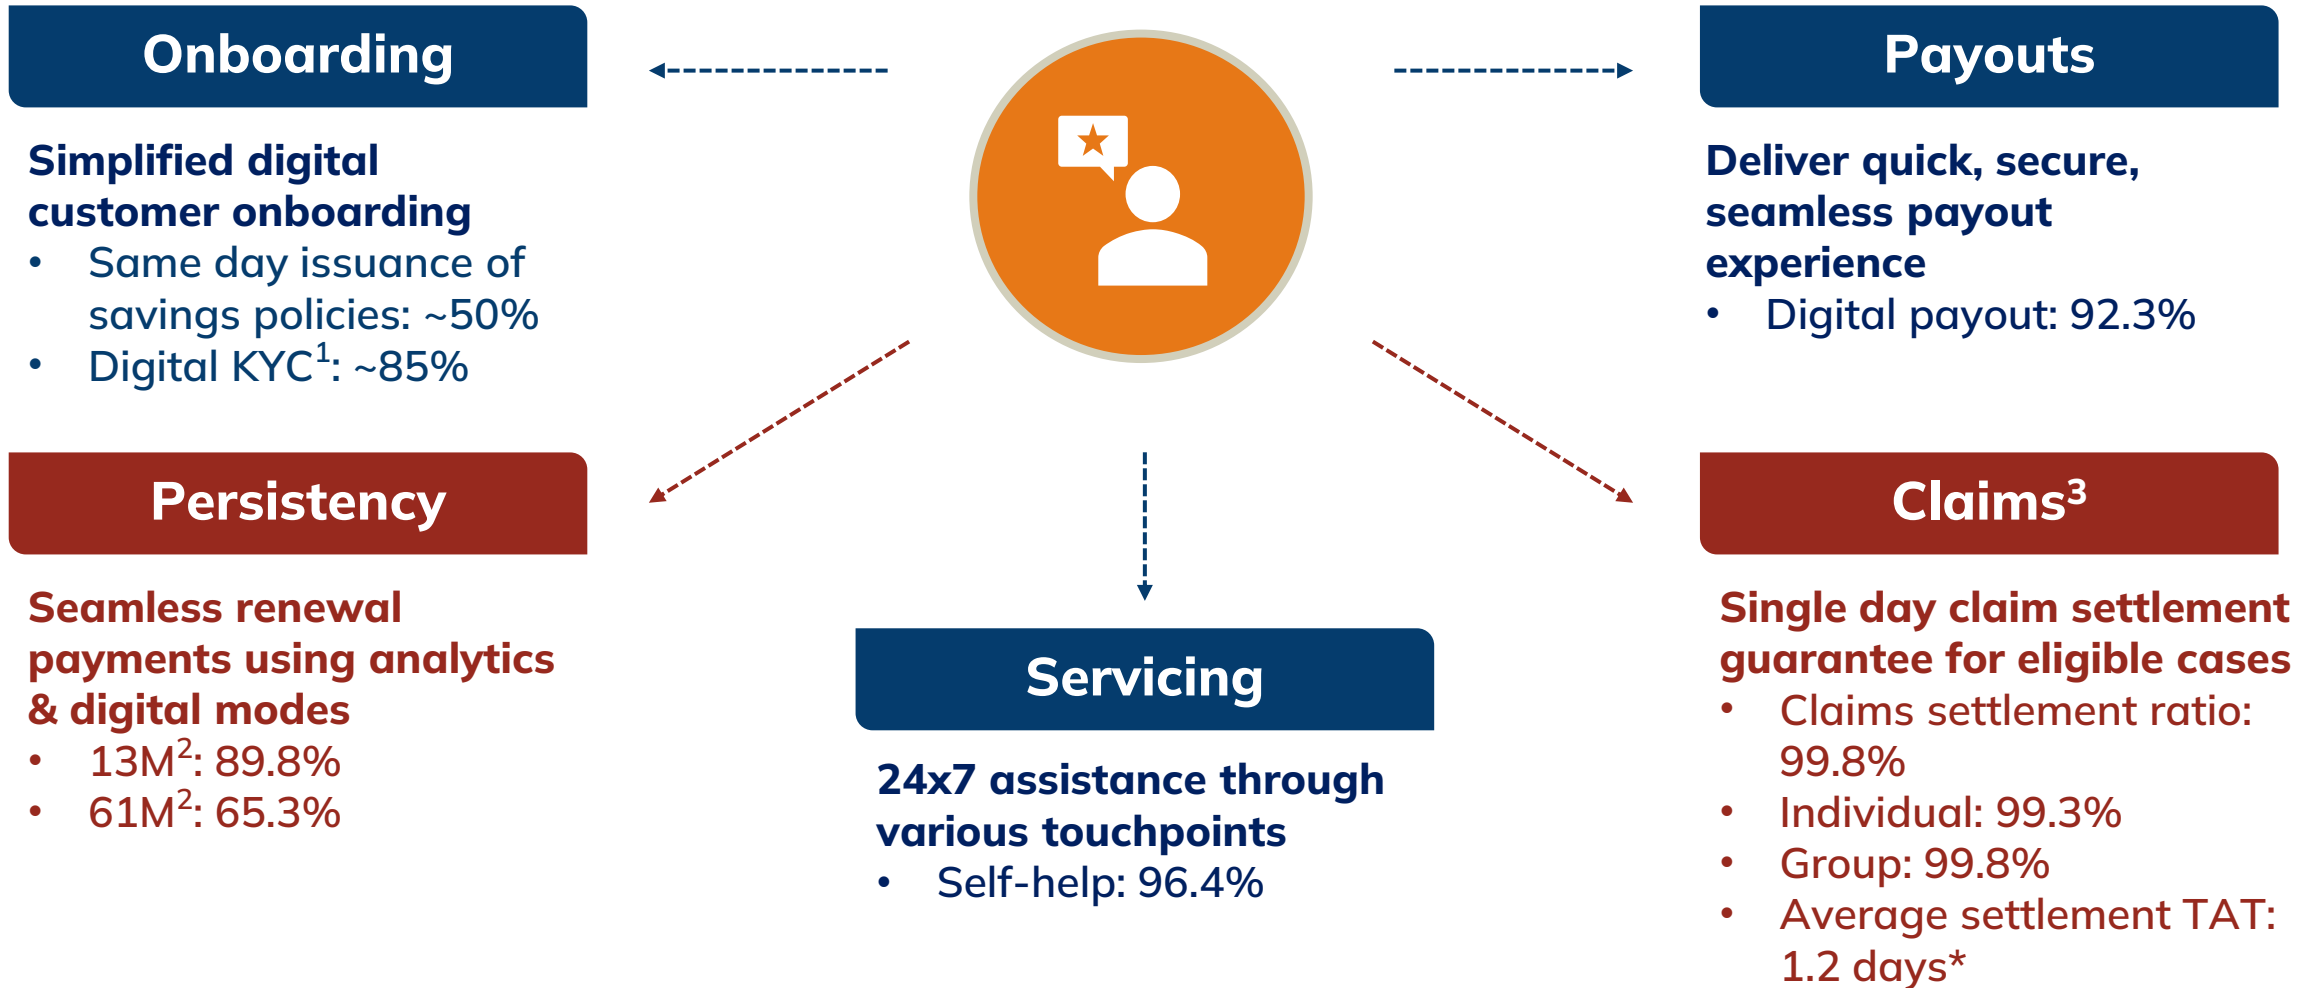 Onboarding
Simplified digital
customer onboarding
• Same day issuance of
savings policies: ~50%
• Digital KYC¹: ~85%
Persistency
Seamless renewal
payments using analytics
& digital modes
• 13M²: 89.8%
• 61M²: 65.3%
Servicing
24x7 assistance through
various touchpoints
• Self-help: 96.4%
Payouts
Deliver quick, secure,
seamless payout
experience
• Digital payout: 92.3%
Claims³
Single day claim settlement
guarantee for eligible cases
• Claims settlement ratio:
99.8%
• Individual: 99.3%
• Group: 99.8%
• Average settlement TAT:
1.2 days*